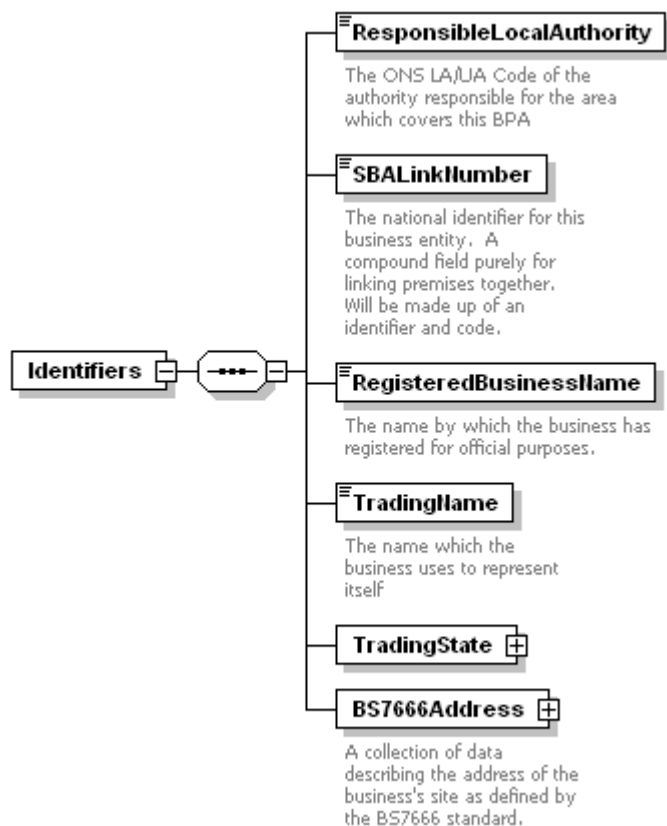 ResponsibleLocalAuthority
The ONS LA/UA Code of the
authority responsible for the area
which covers this BPA
SBALinkNumber
The national identifier for this
business entity.  A
compound field purely for
linking premises together.
Will be made up of an
identifier and code.
Identifiers
RegisteredBusinessName
The name by which the business has
registered for official purposes.
TradingName
The name which the
business uses to represent
itself
TradingState
BS7666Address
A collection of data
describing the address of the
business's site as defined by
the BS7666 standard.